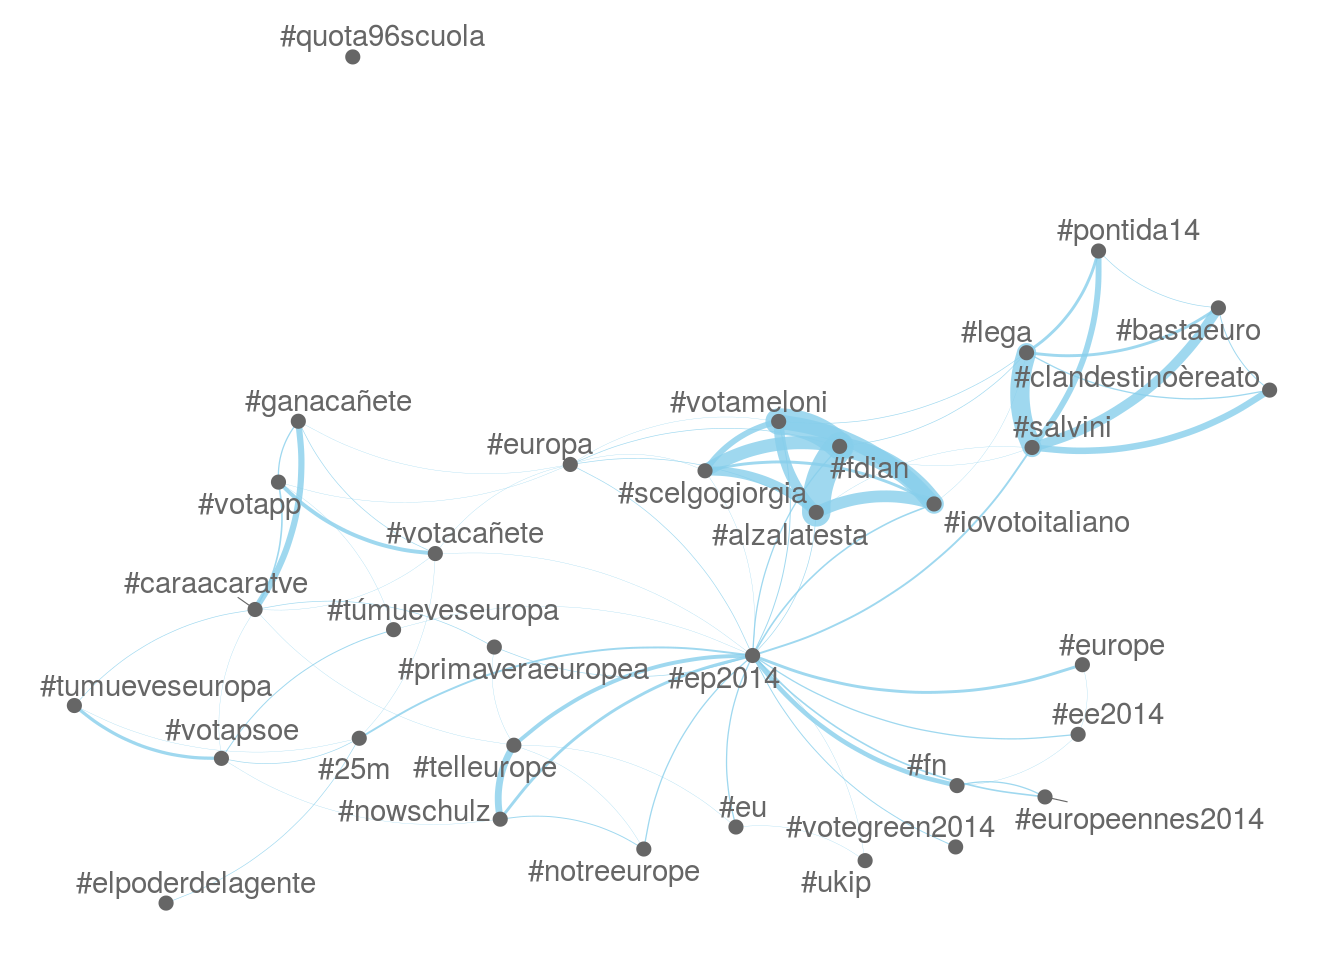 #quota96scuola
#pontida14
#bastaeuro
#lega
#clandestinoèreato
#ganacañete
#votameloni
#salvini
#europa
#fdian
#scelgogiorgia
#votapp
#iovotoitaliano
#votacañete
#alzalatesta
#caraacaratve
#túmueveseuropa
#europe
#primaveraeuropea
#ep2014
#tumueveseuropa
#ee2014
#votapsoe
#25m
#telleurope
#fn
#nowschulz
#eu
#europeennes2014
#votegreen2014
#notreeurope
#elpoderdelagente
#ukip